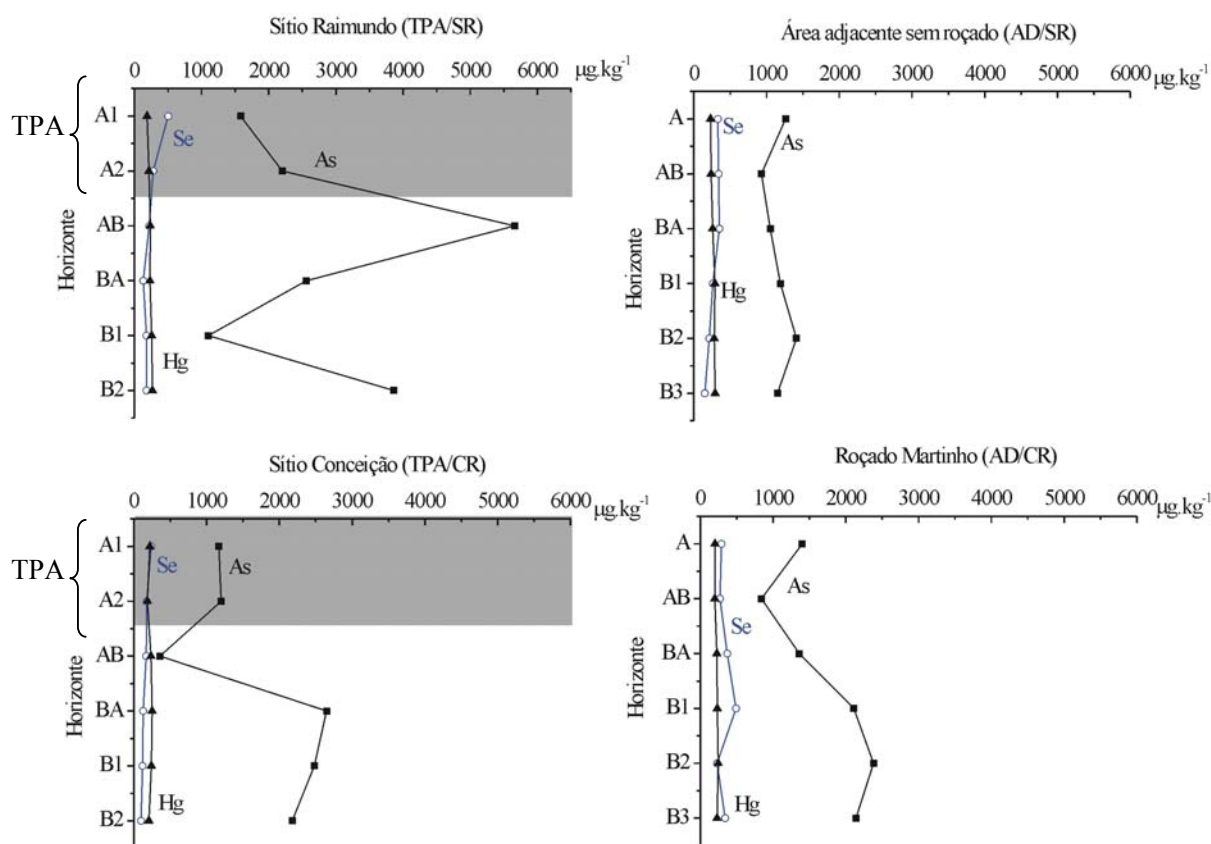 Sítio Raimundo (TPA/SR)
0 1000 2000 3000 4000 5000 6000 µg.kg-1
TPA
A1
A2
AB
BA
B1
B2
Horizonte
Se
As
Hg
Área adjacente sem roçado (AD/SR)
0 1000 2000 3000 4000 5000 6000 µg.kg-1
A
AB
BA
B1
B2
B3
Horizonte
Se
As
Hg
Sítio Conceição (TPA/CR)
0 1000 2000 3000 4000 5000 6000 µg.kg-1
TPA
A1
A2
AB
BA
B1
B2
Horizonte
Se
As
Hg
Roçado Martinho (AD/CR)
0 1000 2000 3000 4000 5000 6000 µg.kg-1
A
AB
BA
B1
B2
B3
Horizonte
As
Se
Hg